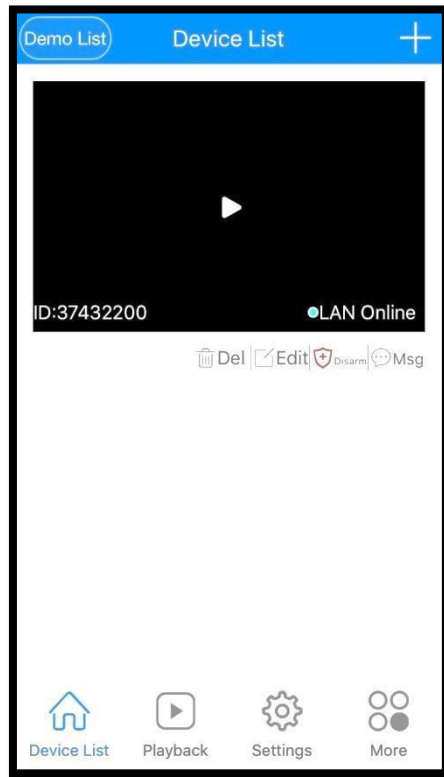 Demo List Device List
ID:37432200 LAN Online
Del Edit Disarm Msg
Device List Playback Settings More